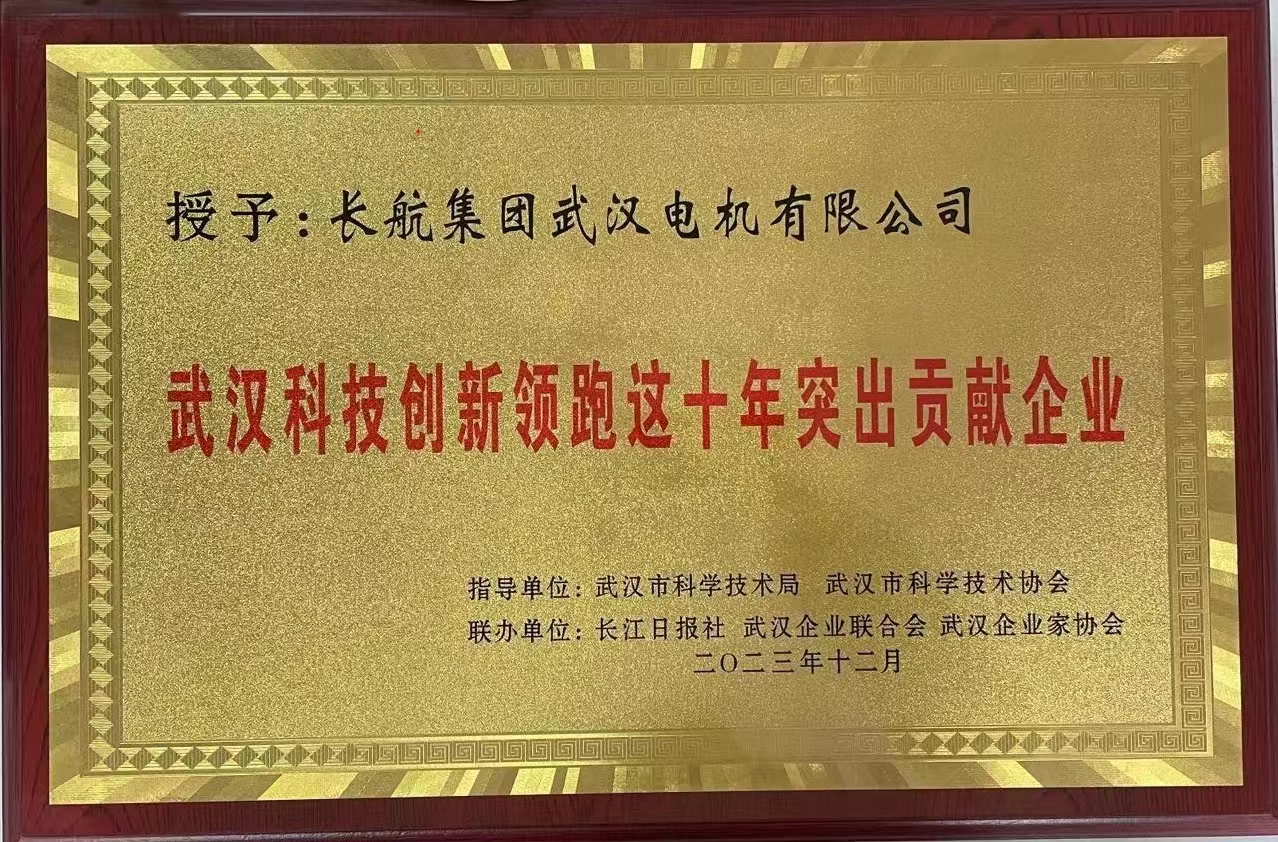 授予：长航集团武汉电机有限公司
武汉科技创新领跑这十年突出贡献企业
指导单位：武汉市科学技术局 武汉市科学技术协会
联办单位：长江日报社 武汉企业联合会 武汉企业家协会
二〇二三年十二月